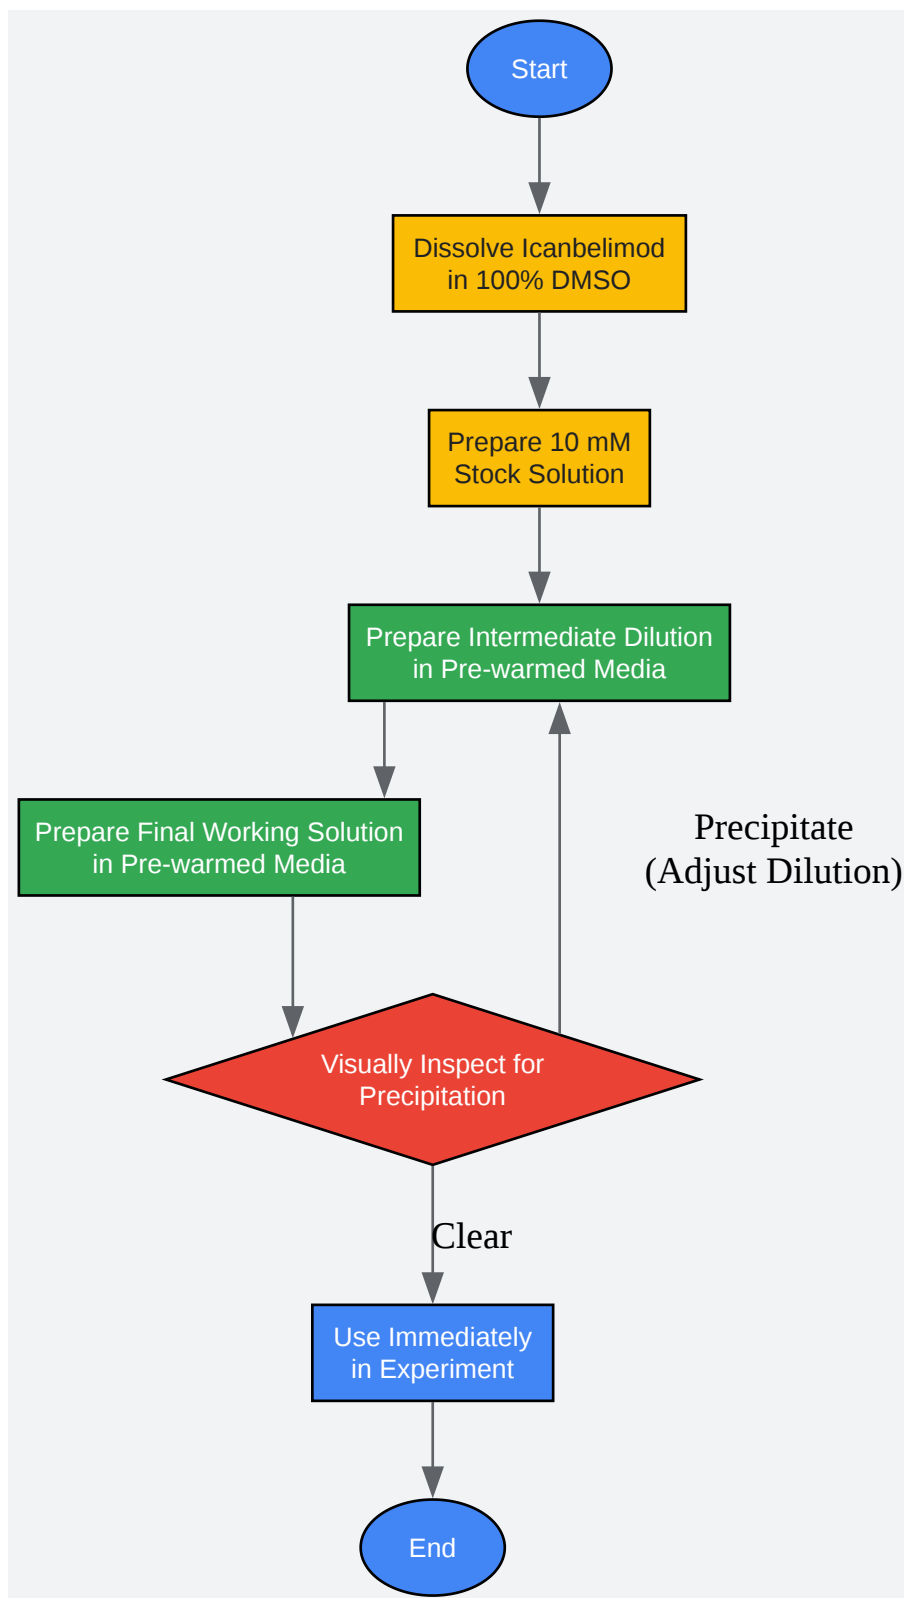 Start
Dissolve Icanbelimod
in 100% DMSO
Prepare 10 mM
Stock Solution
Prepare Intermediate Dilution
in Pre-warmed Media
Prepare Final Working Solution
in Pre-warmed Media
Precipitate
(Adjust Dilution)
Visually Inspect for
Precipitation
Clear
Use Immediately
in Experiment
End